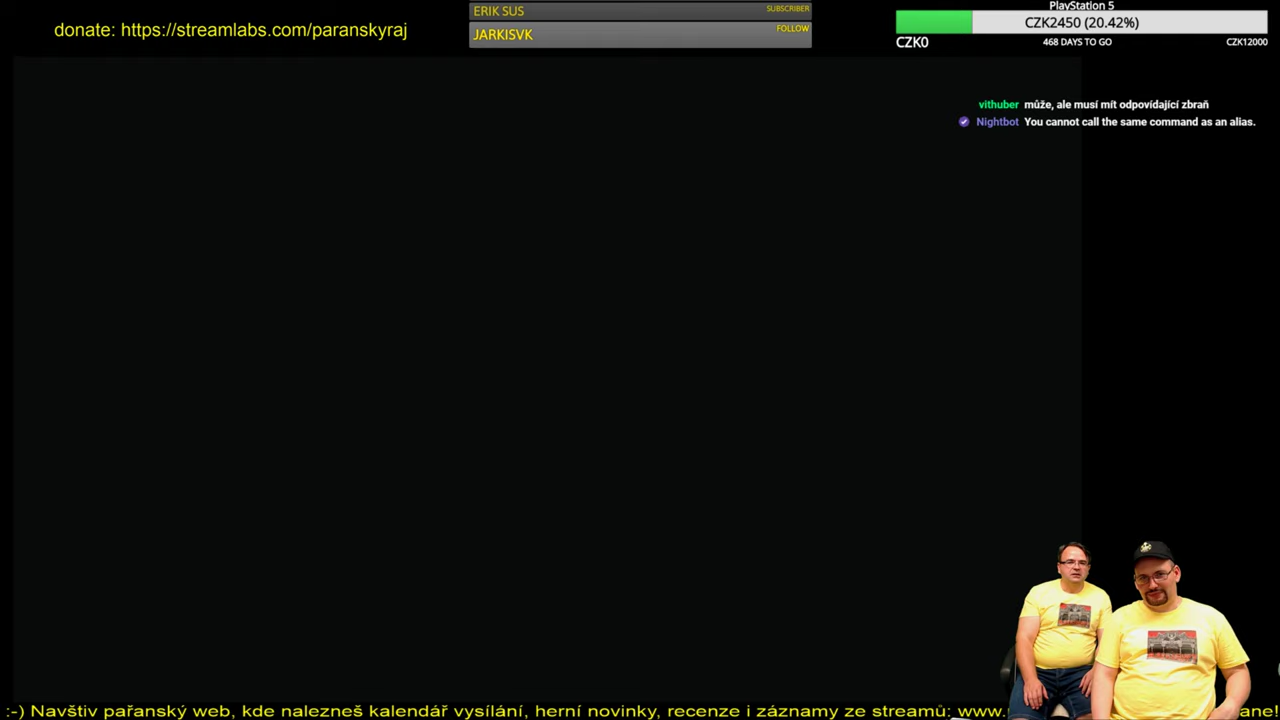 donate: https://streamlabs.com/paranskyraj
ERIK SUS
SUBSCRIBER
JARKISVK
FOLLOW
PlayStation 5
CZK2450 (20.42%)
CZK0
468 DAYS TO GO
CZK12000
vithuber může, ale musí mít odpovídající zbraň
Nightbot You cannot call the same command as an alias.
:-) Navštiv pařanský web, kde nalezneš kalendář vysílání, herní novinky, recenze i záznamy ze streamů: www.